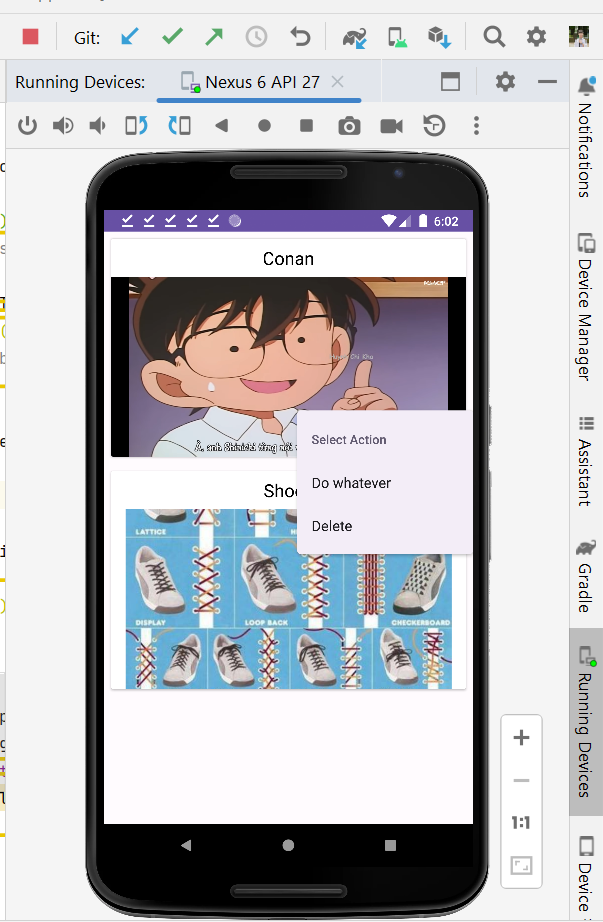 Git:
Running Devices:
Nexus 6 API 27
Notifications
Device Manager
Assistant
Gradle
Running Devices
Device
6:02
Conan
À, anh Shinichi từng nói
Select Action
Do whatever
Delete
Shoe
LATTICE
DISPLAY
LOOP BACK
CHECKERBOARD
1:1